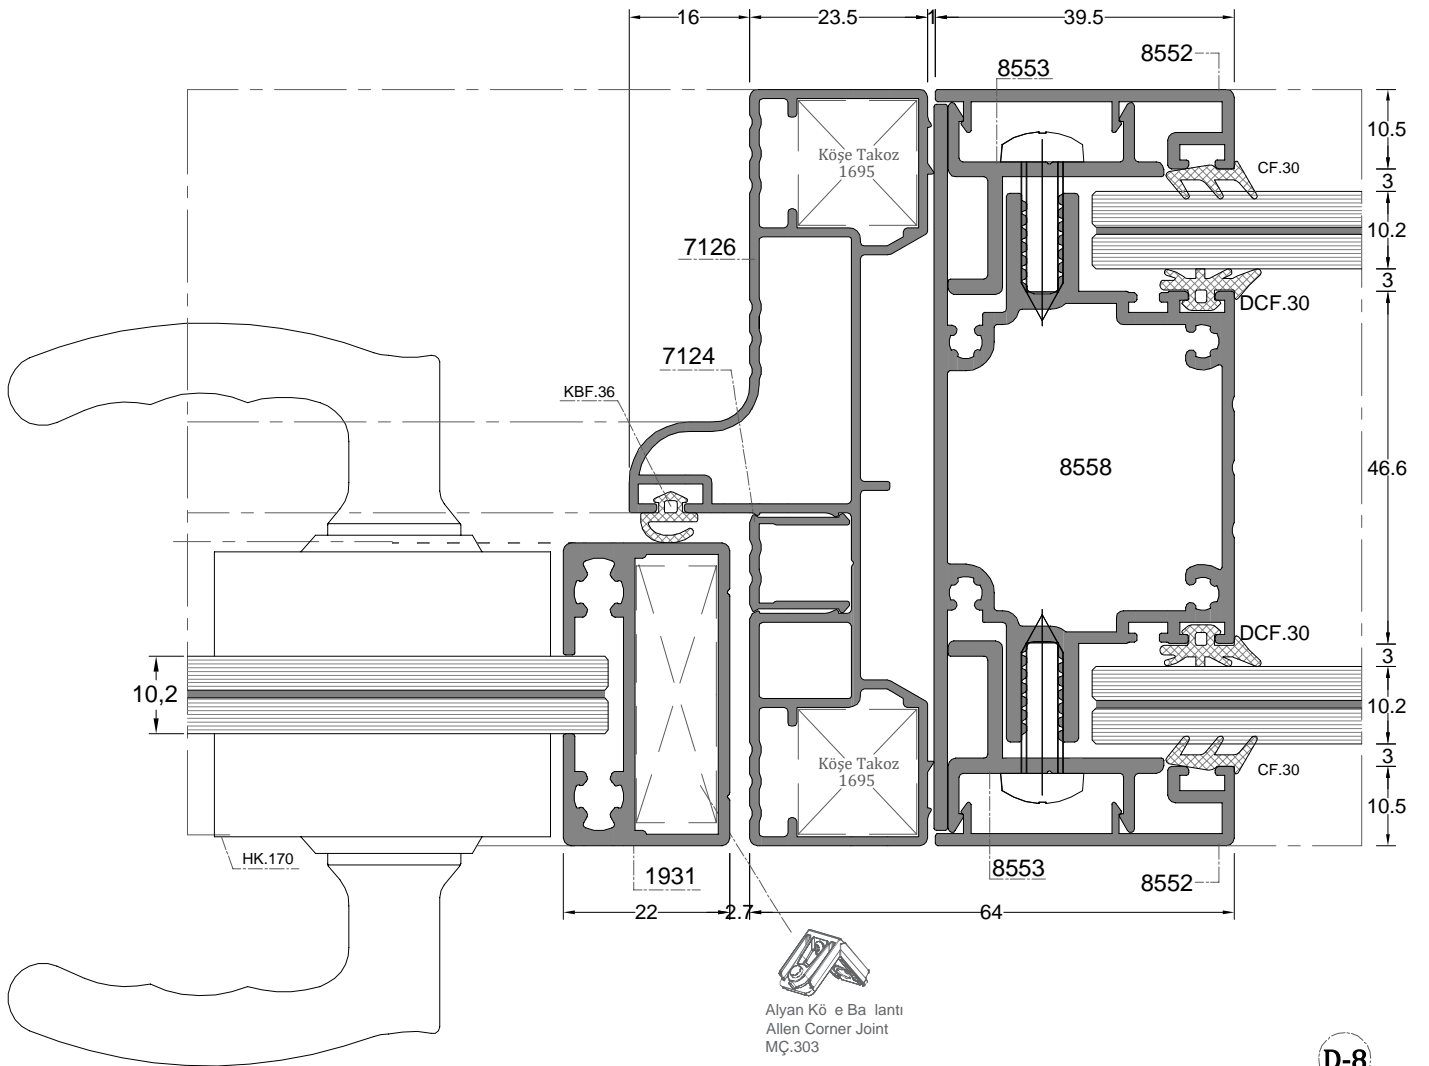 16
23.5
1
39.5
8552
8553
10.5
Köşe Takoz
1695
CF.30
3
7126
10.2
3
DCF.30
7124
KBF.36
8558
46.6
DCF.30
3
10,2
10.2
Köşe Takoz
1695
3
CF.30
10.5
HK.170
1931
8553
8552
22
2.7
64
Alyan Kö e Ba lantı
Allen Corner Joint
MÇ.303
D-8